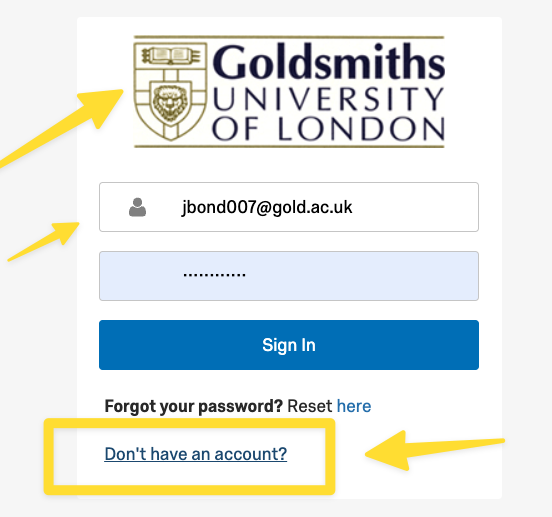 Goldsmiths
UNIVERSITY
OF LONDON
jbond007@gold.ac.uk
············
Sign In
Forgot your password? Reset here
Don't have an account?